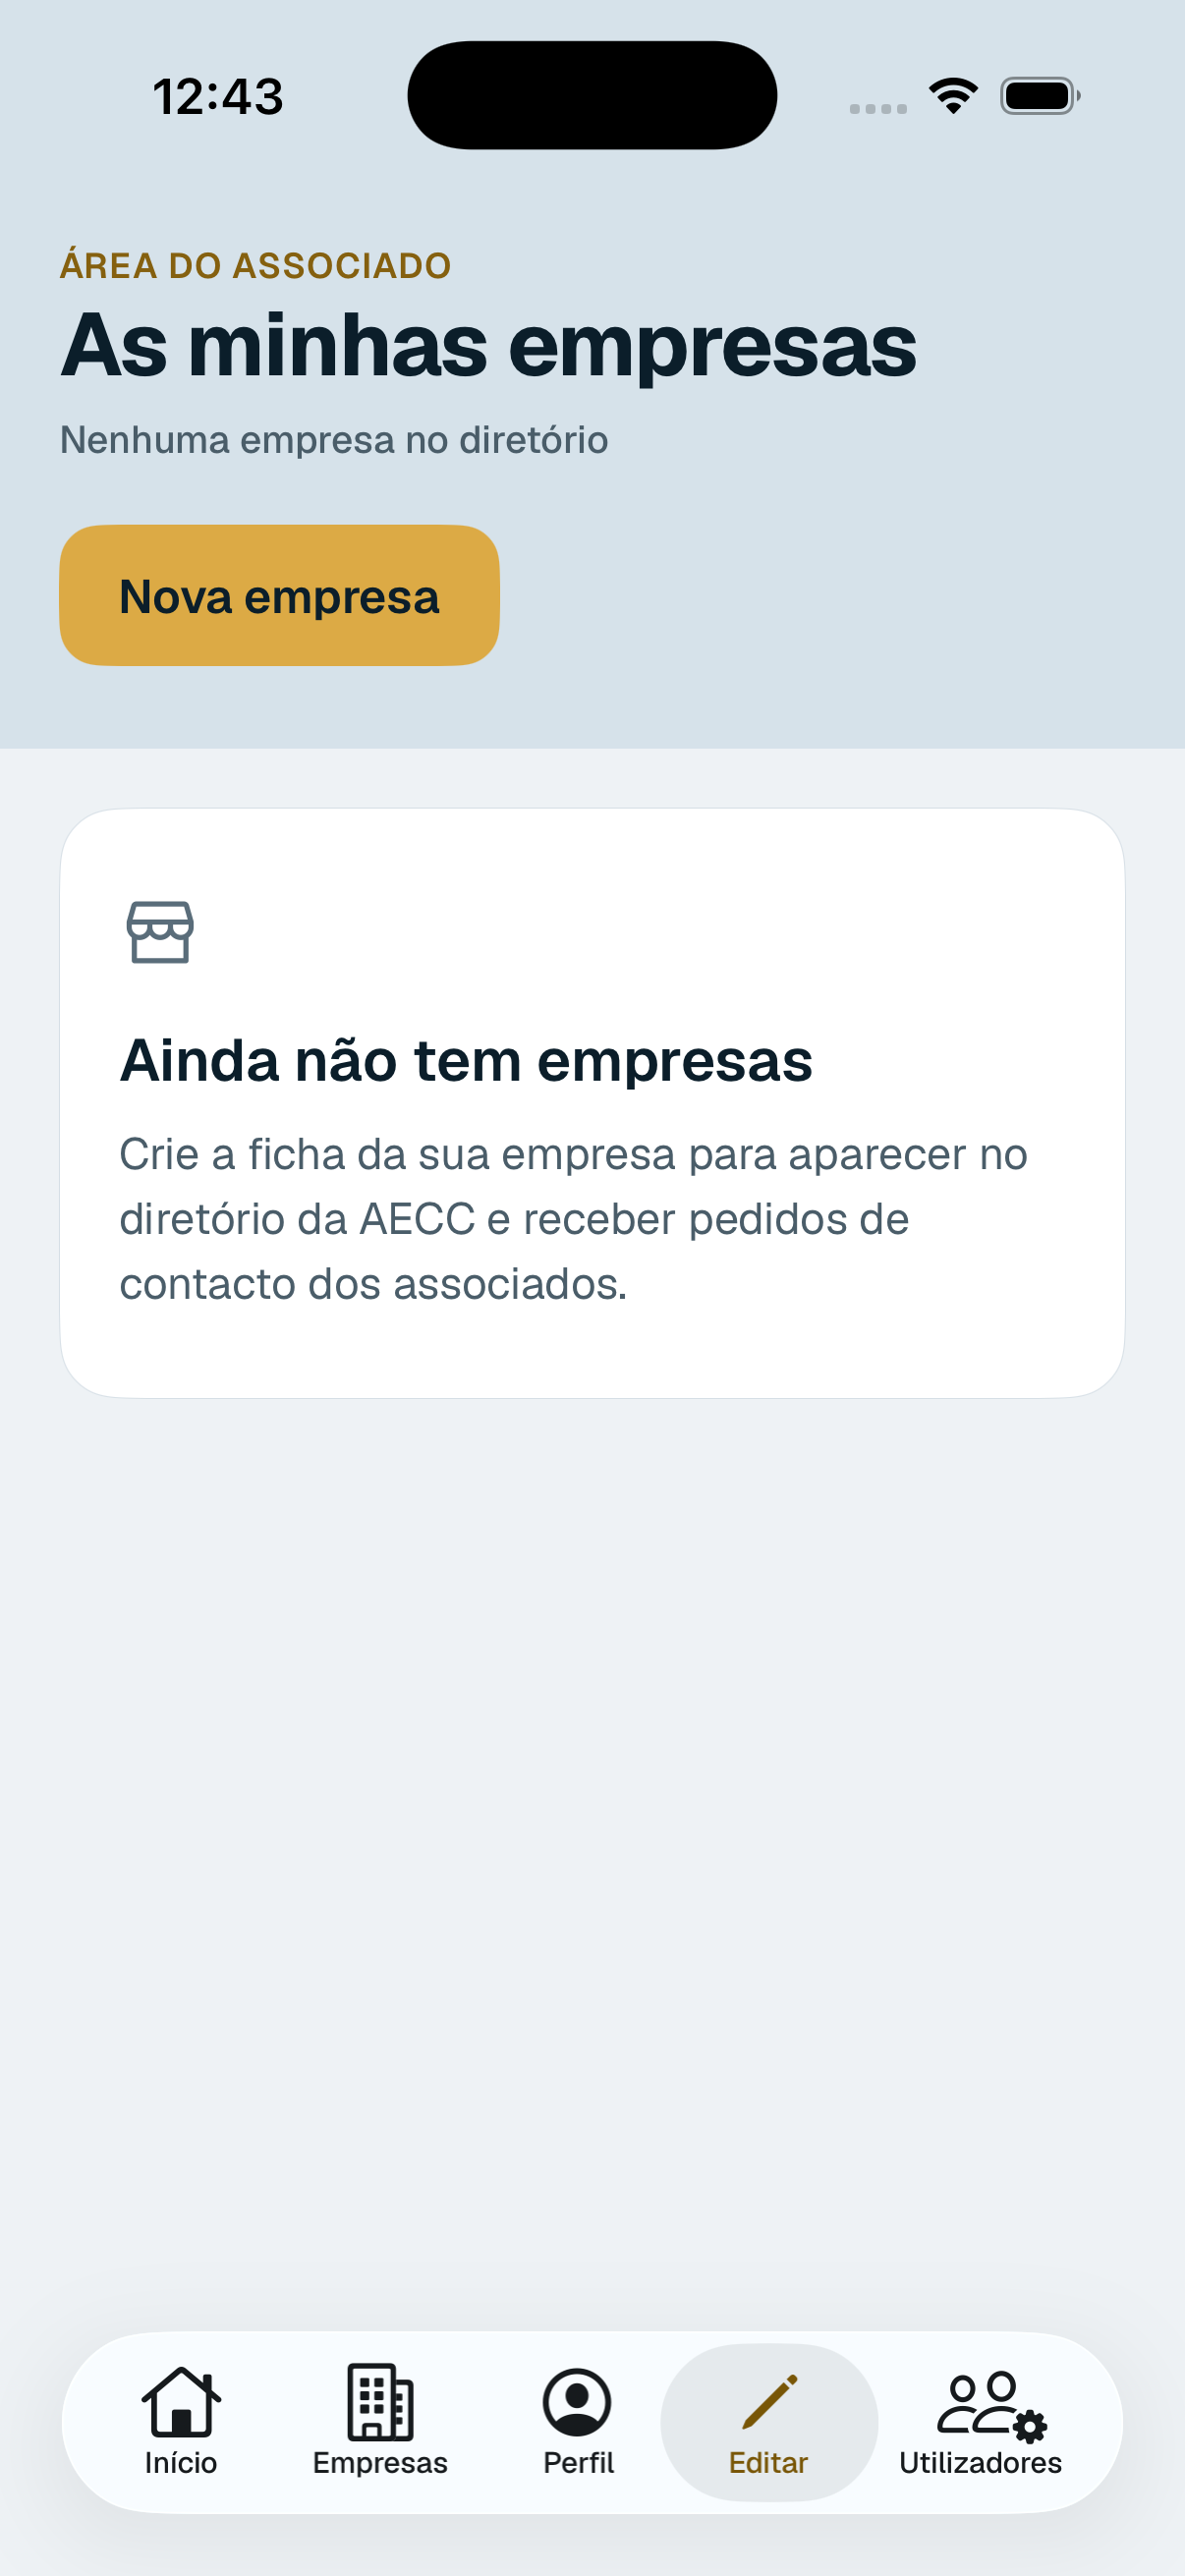 12:43
ÁREA DO ASSOCIADO
As minhas empresas
Nenhuma empresa no diretório
Nova empresa
Ainda não tem empresas
Crie a ficha da sua empresa para aparecer no
diretório da AECC e receber pedidos de
contacto dos associados.
Início
Empresas
Perfil
Editar
Utilizadores